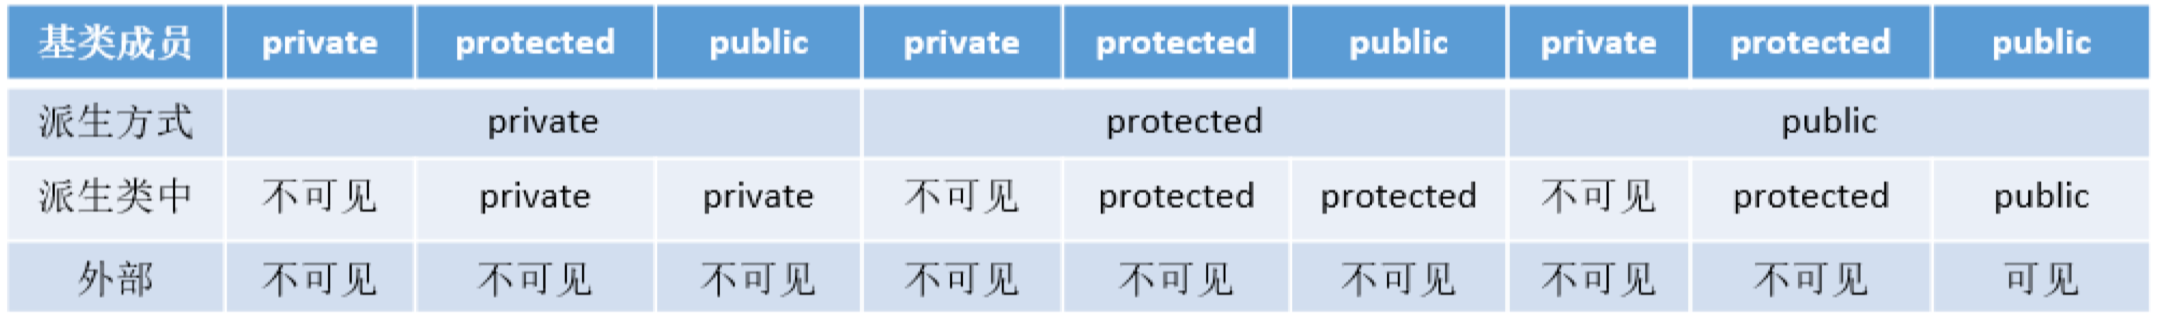 基类成员 private protected public private protected public private protected public
派生方式 private protected public
派生类中 不可见 private private 不可见 protected protected 不可见 protected public
外部 不可见 不可见 不可见 不可见 不可见 不可见 不可见 不可见 可见